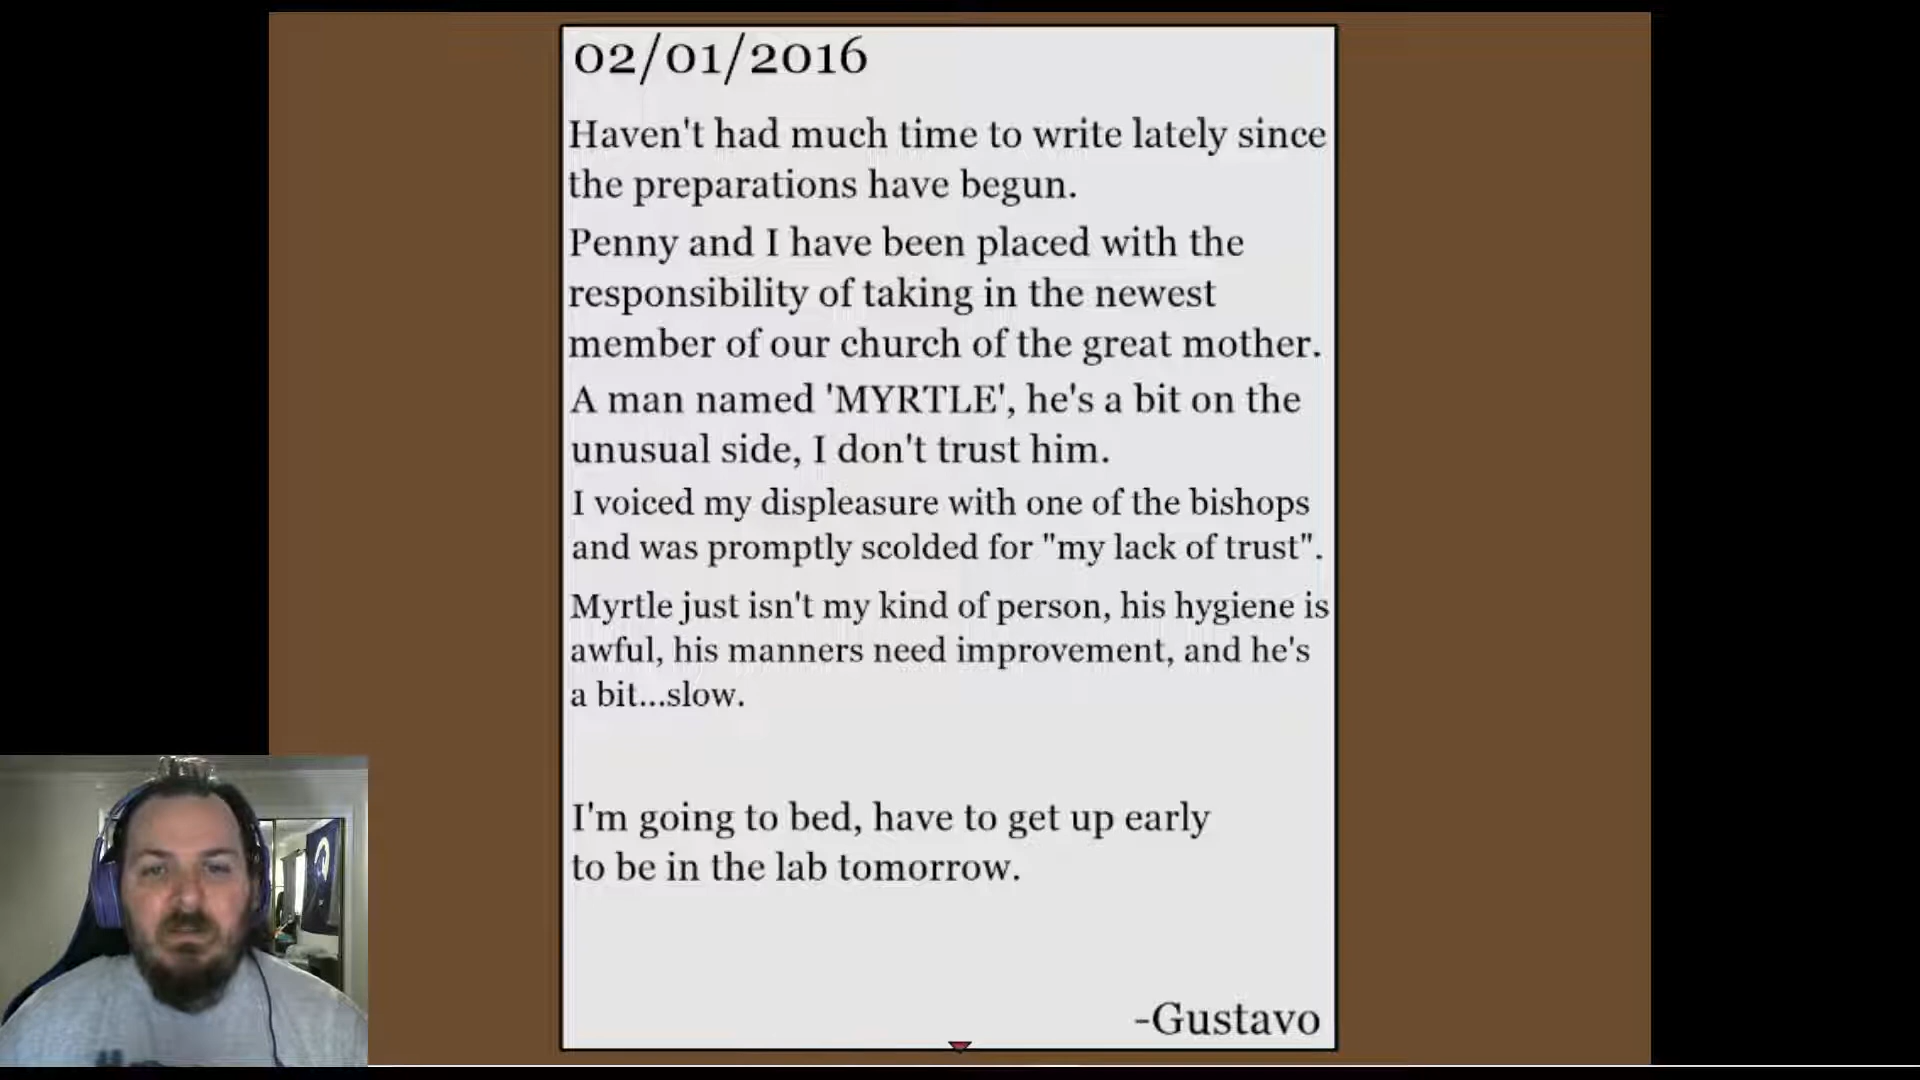 02/01/2016
Haven't had much time to write lately since
the preparations have begun.
Penny and I have been placed with the
responsibility of taking in the newest
member of our church of the great mother.
A man named 'MYRTLE', he's a bit on the
unusual side, I don't trust him.
I voiced my displeasure with one of the bishops
and was promptly scolded for "my lack of trust".
Myrtle just isn't my kind of person, his hygiene is
awful, his manners need improvement, and he's
a bit...slow.
I'm going to bed, have to get up early
to be in the lab tomorrow.
-Gustavo